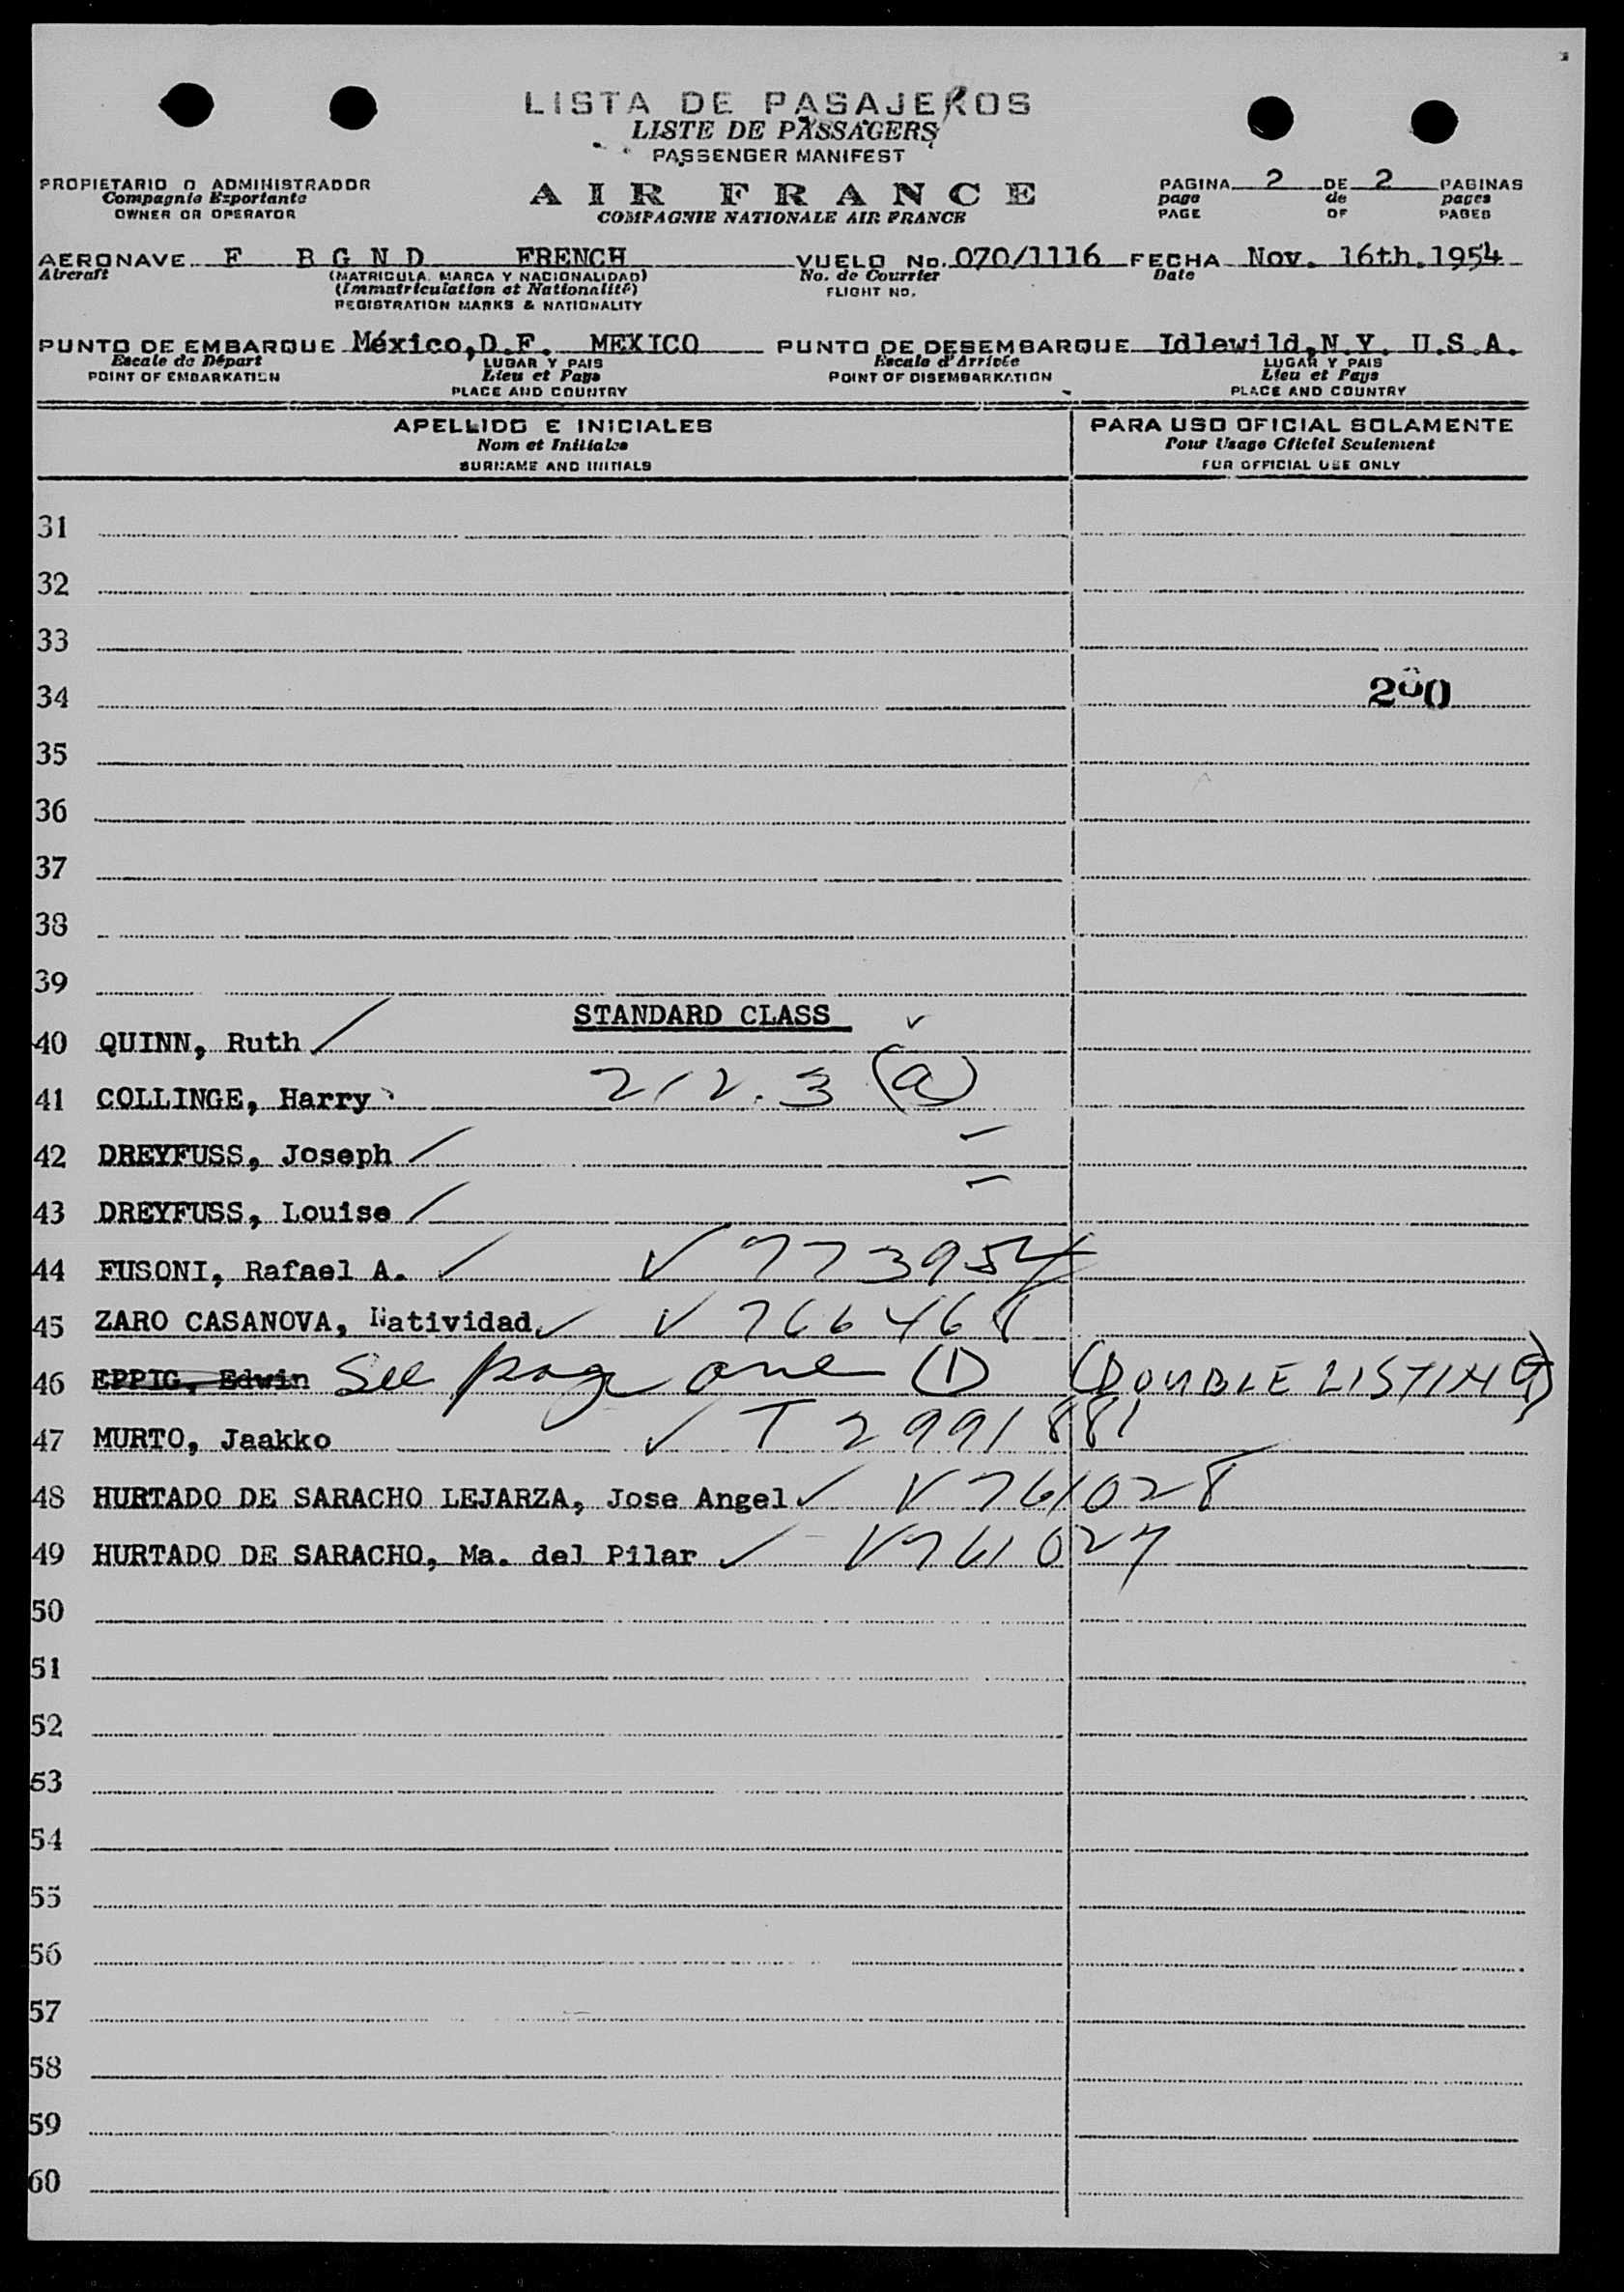 LISTA DE PASAJEROS
LISTE DE PASSAGERS
PASSENGER MANIFEST
PROPIETARIO O ADMINISTRADOR
Compagnie Exportante
OWNER OR OPERATOR
AIR FRANCE
COMPAGNIE NATIONALE AIR FRANCE
PAGINA 2 DE 2 PAGINAS
page de pages
PAGE OF PAGES
AERONAVE F B G N D FRENCH VUELO No. 070/1116 FECHA Nov. 16th.1954
Aircraft (MATRICULA. MARCA Y NACIONALIDAD) No. de Courrier Date
(Immatriculation et Nationalité) FLIGHT NO.
REGISTRATION MARKS & NATIONALITY
PUNTO DE EMBARQUE México,D.F. MEXICO PUNTO DE DESEMBARQUE Idlewild,N.Y. U.S.A.
Escale de Départ LUGAR Y PAIS Escale d'Arrivée LUGAR Y PAIS
POINT OF EMBARKATION Lieu et Pays POINT OF DISEMBARKATION Lieu et Pays
PLACE AND COUNTRY PLACE AND COUNTRY
APELLIDO E INICIALES PARA USO OFICIAL SOLAMENTE
Nom et Initiales Pour Usage Officiel Seulement
SURNAME AND INITIALS FOR OFFICIAL USE ONLY
31
32
33
34 200
35
36
37
38
39
STANDARD CLASS
40 QUINN, Ruth
41 COLLINGE, Harry 212.3 (a)
42 DREYFUSS, Joseph
43 DREYFUSS, Louise
44 FUSONI, Rafael A. V 773954
45 ZARO CASANOVA, Natividad V 766468
46 EPPIG, Edwin See page one (1) (DOUBLE LISTING)
47 MURTO, Jaakko T 2991881
48 HURTADO DE SARACHO LEJARZA, Jose Angel V 761028
49 HURTADO DE SARACHO, Ma. del Pilar V761027
50
51
52
53
54
55
56
57
58
59
60